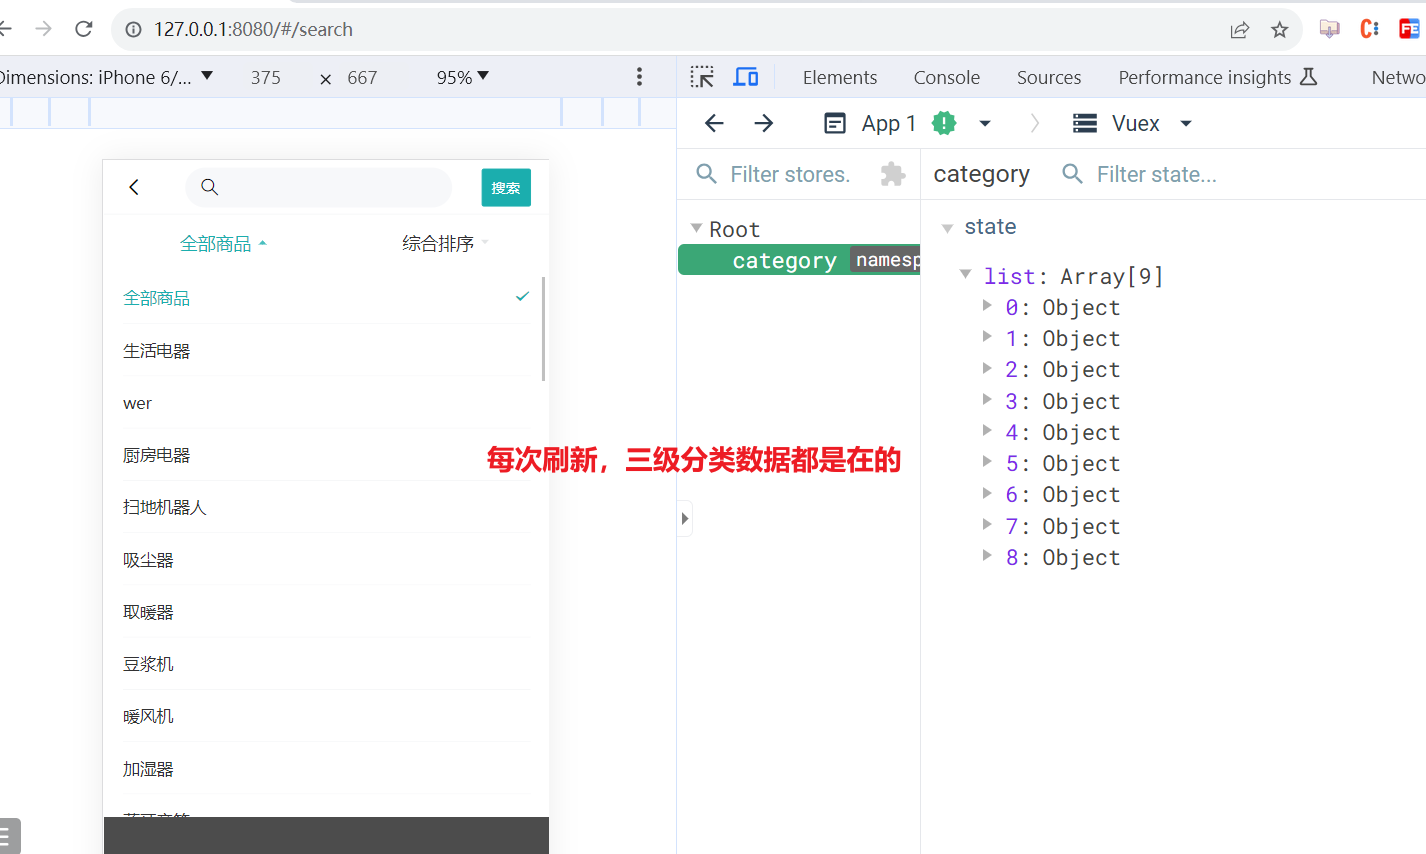 127.0.0.1:8080/#/search
Dimensions: iPhone 6/... 375 × 667 95%
Elements Console Sources Performance insights Netwo
App 1 Vuex
Filter stores. category Filter state...
搜索
全部商品 综合排序
全部商品
生活电器
wer
厨房电器
扫地机器人
吸尘器
取暖器
豆浆机
暖风机
加湿器
每次刷新，三级分类数据都是在的
Root
category namesp
state
list: Array[9]
0: Object
1: Object
2: Object
3: Object
4: Object
5: Object
6: Object
7: Object
8: Object